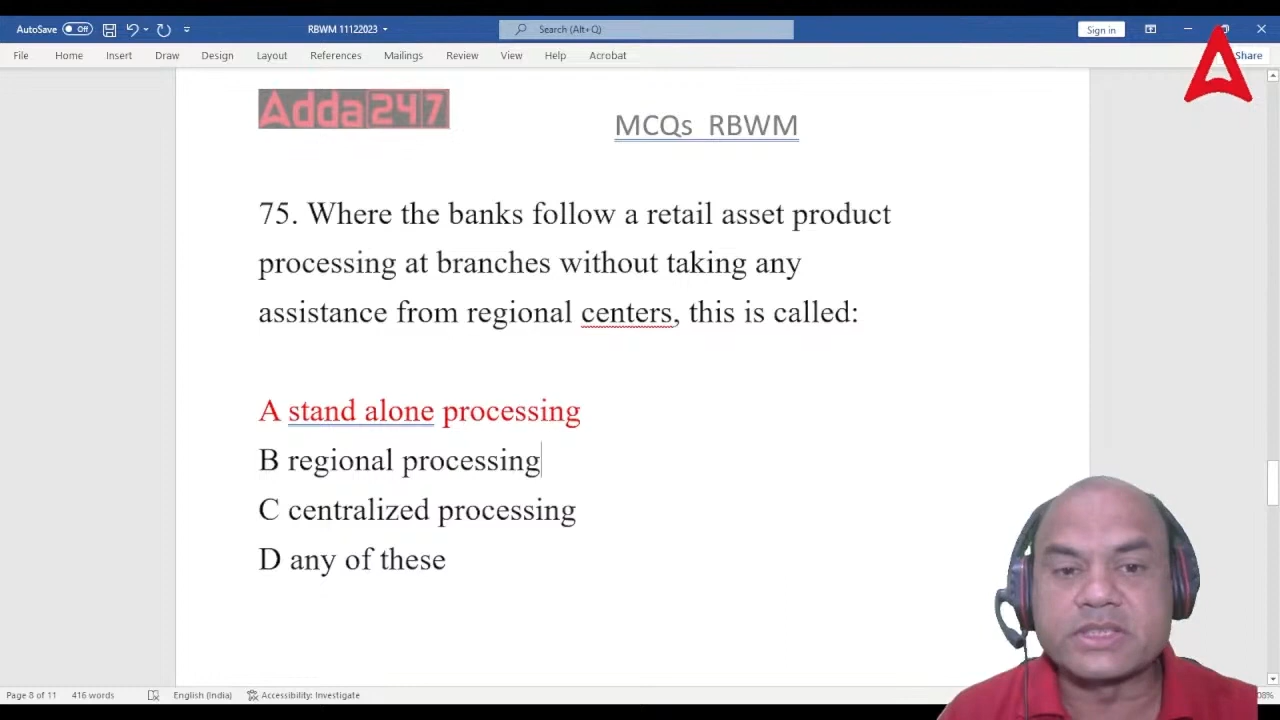 AutoSave Off RBWM 11122023 Search (Alt+Q) Sign in
File Home Insert Draw Design Layout References Mailings Review View Help Acrobat Share
Adda247
MCQs RBWM
75. Where the banks follow a retail asset product
processing at branches without taking any
assistance from regional centers, this is called:
A stand alone processing
B regional processing
C centralized processing
D any of these
Page 8 of 11 416 words English (India) Accessibility: Investigate